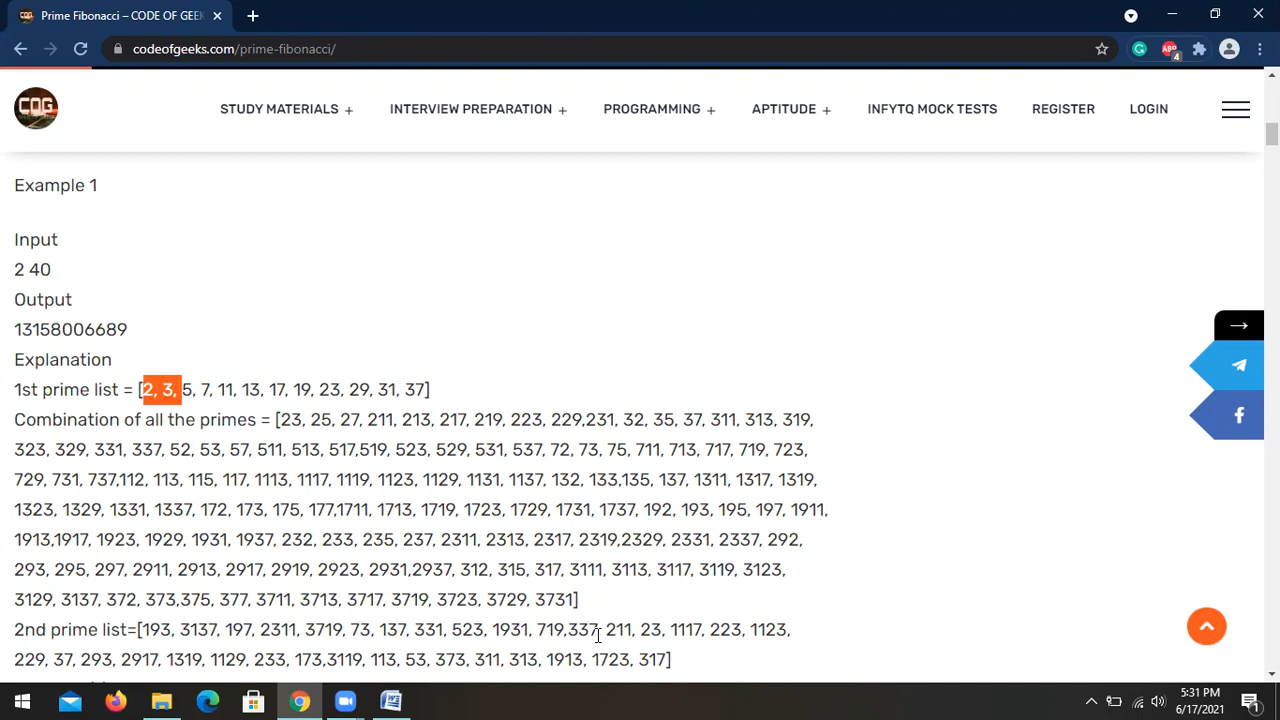 Prime Fibonacci – CODE OF GEEK
codeofgeeks.com/prime-fibonacci/
ABP
4
COG
STUDY MATERIALS +
INTERVIEW PREPARATION +
PROGRAMMING +
APTITUDE +
INFYTQ MOCK TESTS
REGISTER
LOGIN
Example 1
Input
2 40
Output
13158006689
Explanation
1st prime list = [2, 3, 5, 7, 11, 13, 17, 19, 23, 29, 31, 37]
Combination of all the primes = [23, 25, 27, 211, 213, 217, 219, 223, 229,231, 32, 35, 37, 311, 313, 319,
323, 329, 331, 337, 52, 53, 57, 511, 513, 517,519, 523, 529, 531, 537, 72, 73, 75, 711, 713, 717, 719, 723,
729, 731, 737,112, 113, 115, 117, 1113, 1117, 1119, 1123, 1129, 1131, 1137, 132, 133,135, 137, 1311, 1317, 1319,
1323, 1329, 1331, 1337, 172, 173, 175, 177,1711, 1713, 1719, 1723, 1729, 1731, 1737, 192, 193, 195, 197, 1911,
1913,1917, 1923, 1929, 1931, 1937, 232, 233, 235, 237, 2311, 2313, 2317, 2319,2329, 2331, 2337, 292,
293, 295, 297, 2911, 2913, 2917, 2919, 2923, 2931,2937, 312, 315, 317, 3111, 3113, 3117, 3119, 3123,
3129, 3137, 372, 373,375, 377, 3711, 3713, 3717, 3719, 3723, 3729, 3731]
2nd prime list=[193, 3137, 197, 2311, 3719, 73, 137, 331, 523, 1931, 719,337, 211, 23, 1117, 223, 1123,
229, 37, 293, 2917, 1319, 1129, 233, 173,3119, 113, 53, 373, 311, 313, 1913, 1723, 317]
5:31 PM
6/17/2021
1